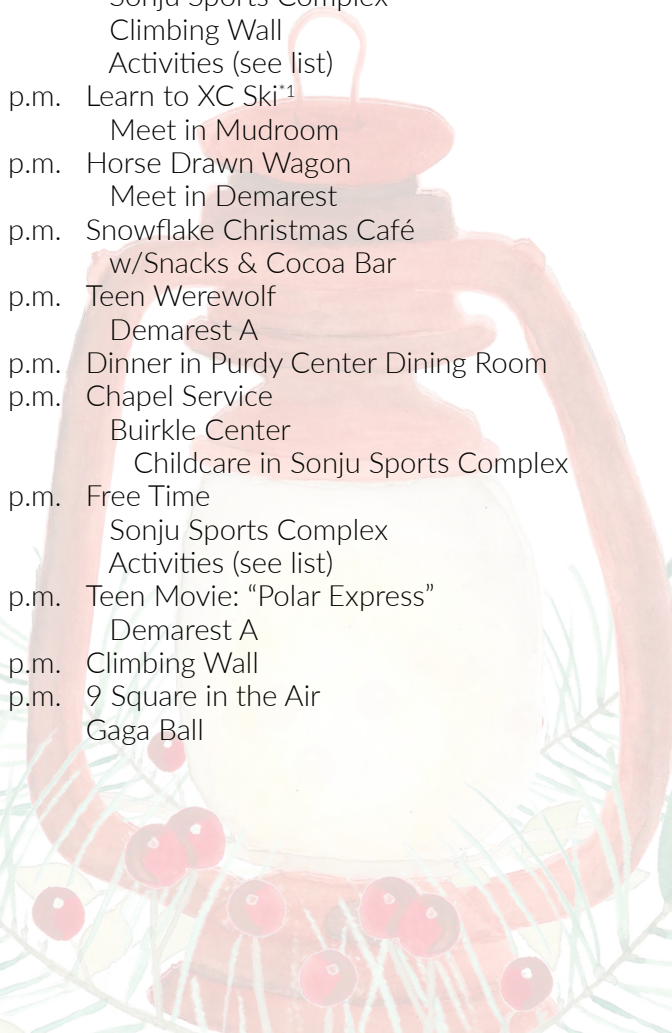 Sonju Sports Complex
Climbing Wall
Activities (see list)
p.m. Learn to XC Ski*1
Meet in Mudroom
p.m. Horse Drawn Wagon
Meet in Demarest
p.m. Snowflake Christmas Café
w/Snacks & Cocoa Bar
p.m. Teen Werewolf
Demarest A
p.m. Dinner in Purdy Center Dining Room
p.m. Chapel Service
Buirkle Center
Childcare in Sonju Sports Complex
p.m. Free Time
Sonju Sports Complex
Activities (see list)
p.m. Teen Movie: “Polar Express”
Demarest A
p.m. Climbing Wall
p.m. 9 Square in the Air
Gaga Ball